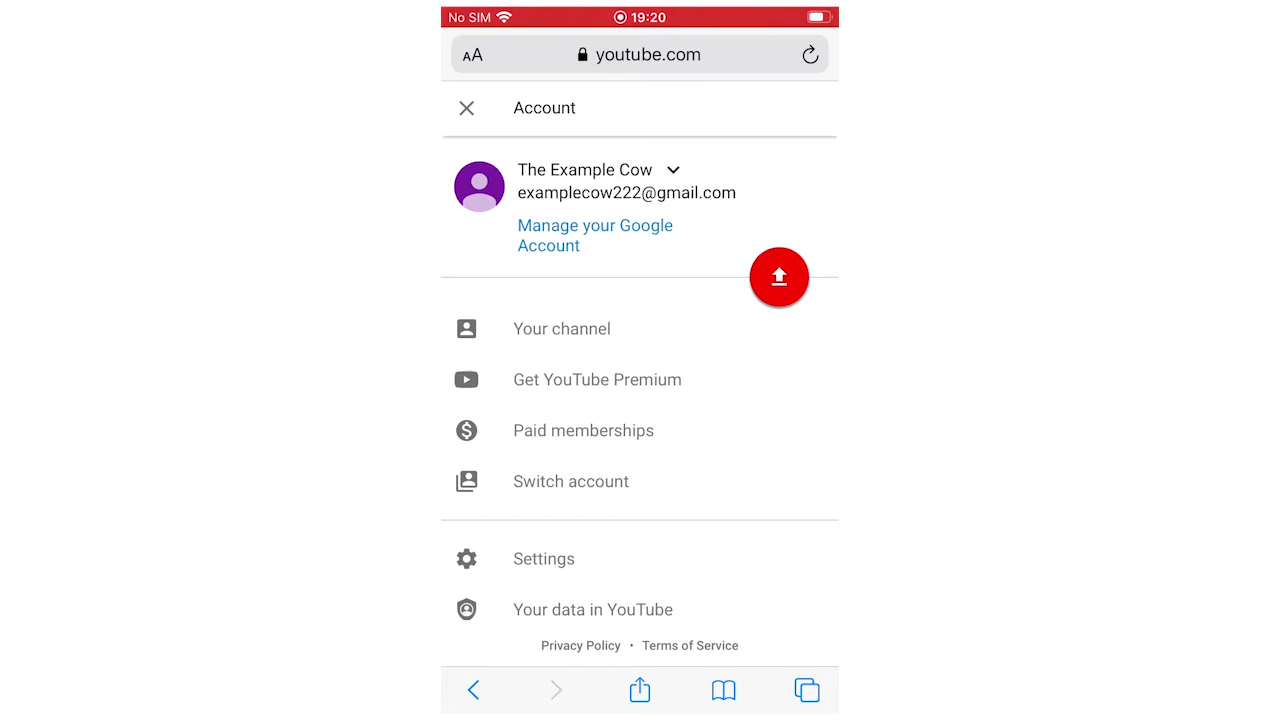 No SIM 19:20
AA youtube.com
Account
The Example Cow
examplecow222@gmail.com
Manage your Google
Account
Your channel
Get YouTube Premium
Paid memberships
Switch account
Settings
Your data in YouTube
Privacy Policy • Terms of Service